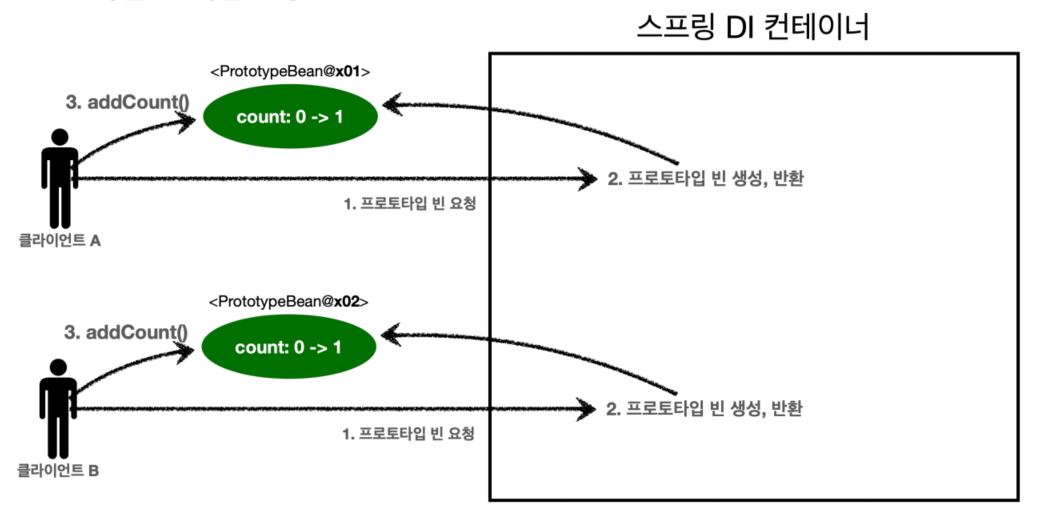 스프링 DI 컨테이너
<PrototypeBean@x01>
3. addCount()
count: 0 -> 1
2. 프로토타입 빈 생성, 반환
1. 프로토타입 빈 요청
클라이언트 A
<PrototypeBean@x02>
3. addCount()
count: 0 -> 1
2. 프로토타입 빈 생성, 반환
1. 프로토타입 빈 요청
클라이언트 B